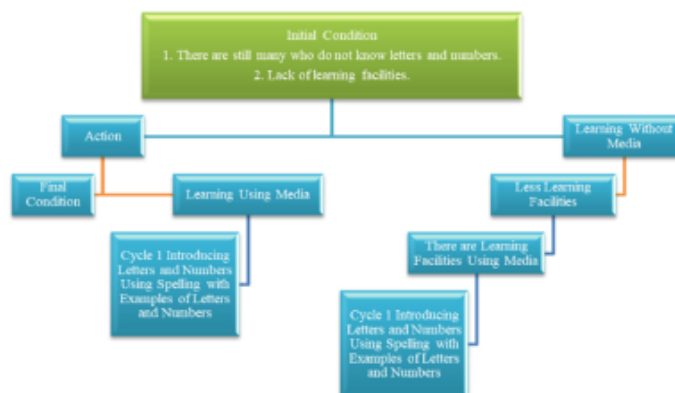 Initial Condition
1. There are still many who do not know letters and numbers.
2. Lack of learning facilities.
Action
Learning Without
Media
Final
Condition
Learning Using Media
Less Learning
Facilities
Cycle 1 Introducing
Letters and Numbers
Using Spelling with
Examples of Letters
and Numbers
There are Learning
Facilities Using Media
Cycle 1 Introducing
Letters and Numbers
Using Spelling with
Examples of Letters
and Numbers